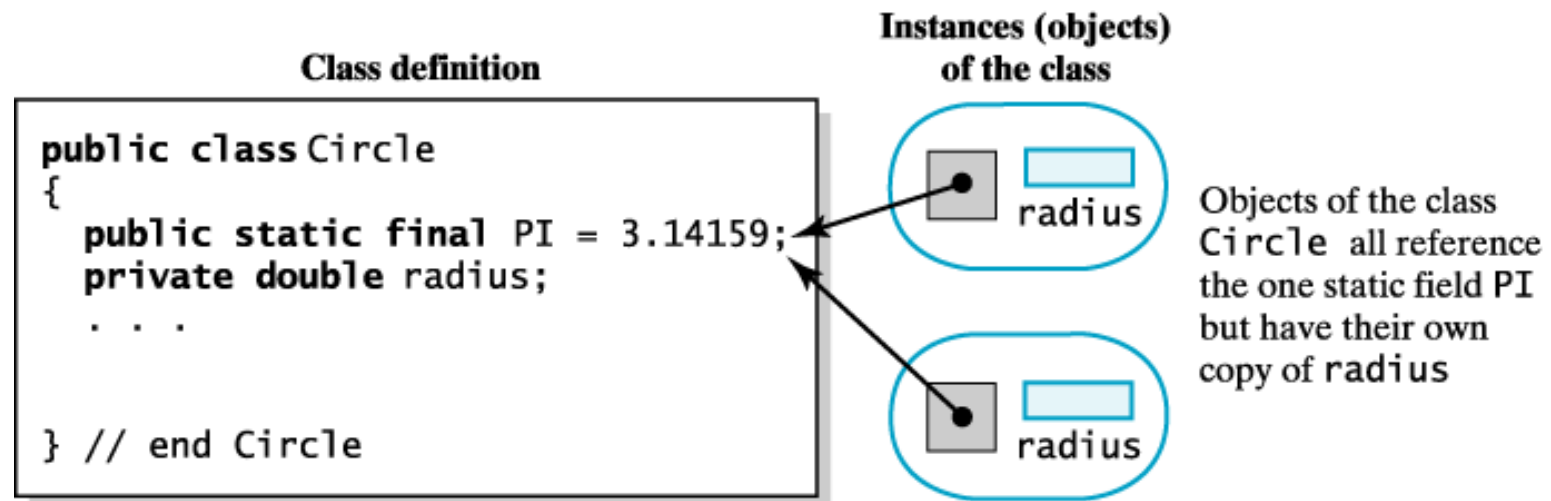 Class definition
public class Circle
{
public static final PI = 3.14159;
private double radius;
. . .
} // end Circle
Instances (objects)
of the class
radius
radius
Objects of the class
Circle all reference
the one static field PI
but have their own
copy of radius